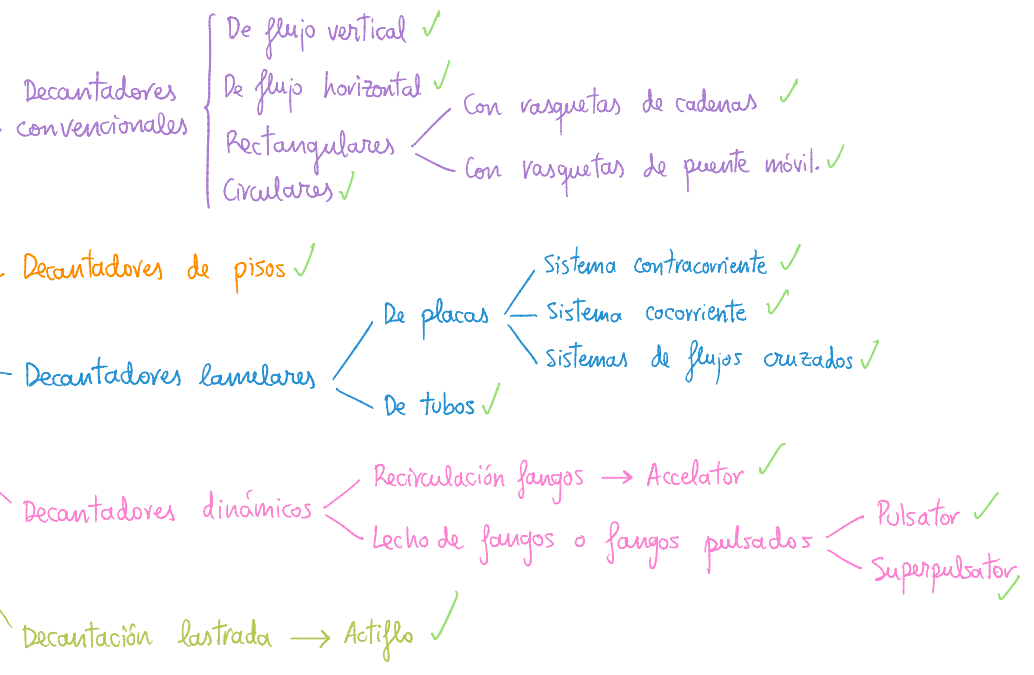 De flujo vertical ✓
Decantadores
convencionales
De flujo horizontal ✓
Rectangulares
Con vasquetas de cadenas ✓
Con vasquetas de puente móvil. ✓
Circulares ✓
Decantadores de pisos ✓
Decantadores lamelares
De placas
Sistema contracorriente ✓
Sistema cocorriente ✓
Sistemas de flujos cruzados ✓
De tubos ✓
Decantadores dinámicos
Recirculación fangos → Accelator ✓
Lecho de fangos o fangos pulsados
Pulsator ✓
Superpulsator ✓
Decantación lastrada → Actiflo ✓